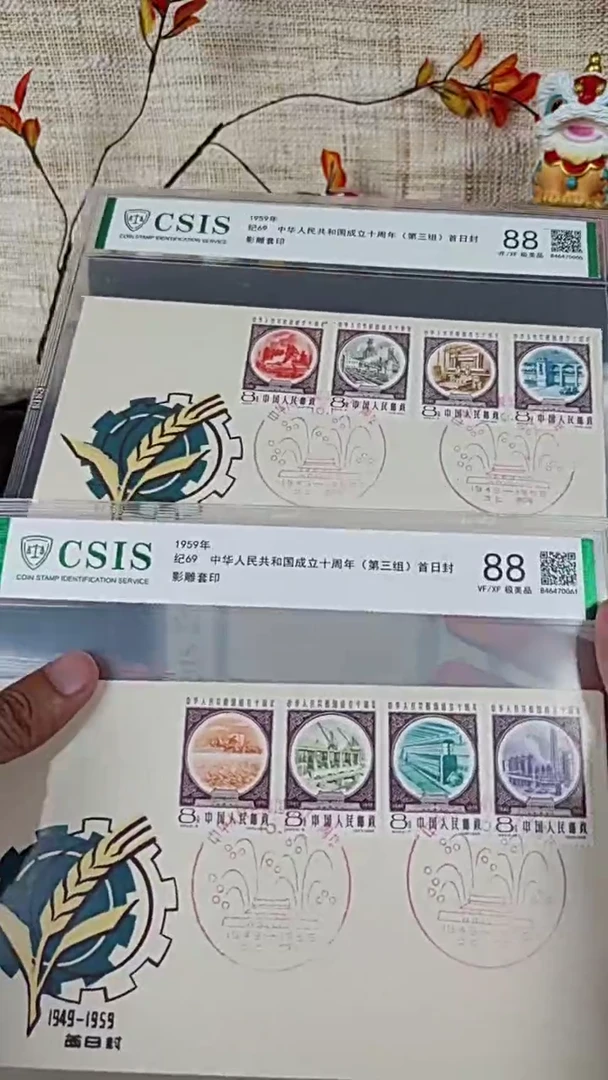 CSIS
COIN STAMP IDENTIFICATION SERVICE
1959年
纪69 中华人民共和国成立十周年（第三组）首日封
影雕套印
88
VF/XF 极美品
846470060
8分 中国人民邮政
8分 中国人民邮政
8分 中国人民邮政
8分 中国人民邮政
1949-1959
CSIS
COIN STAMP IDENTIFICATION SERVICE
1959年
纪69 中华人民共和国成立十周年（第三组）首日封
影雕套印
88
VF/XF 极美品
846470061
8分 中国人民邮政
8分 中国人民邮政
8分 中国人民邮政
8分 中国人民邮政
1949-1959
1949-1959
首日封